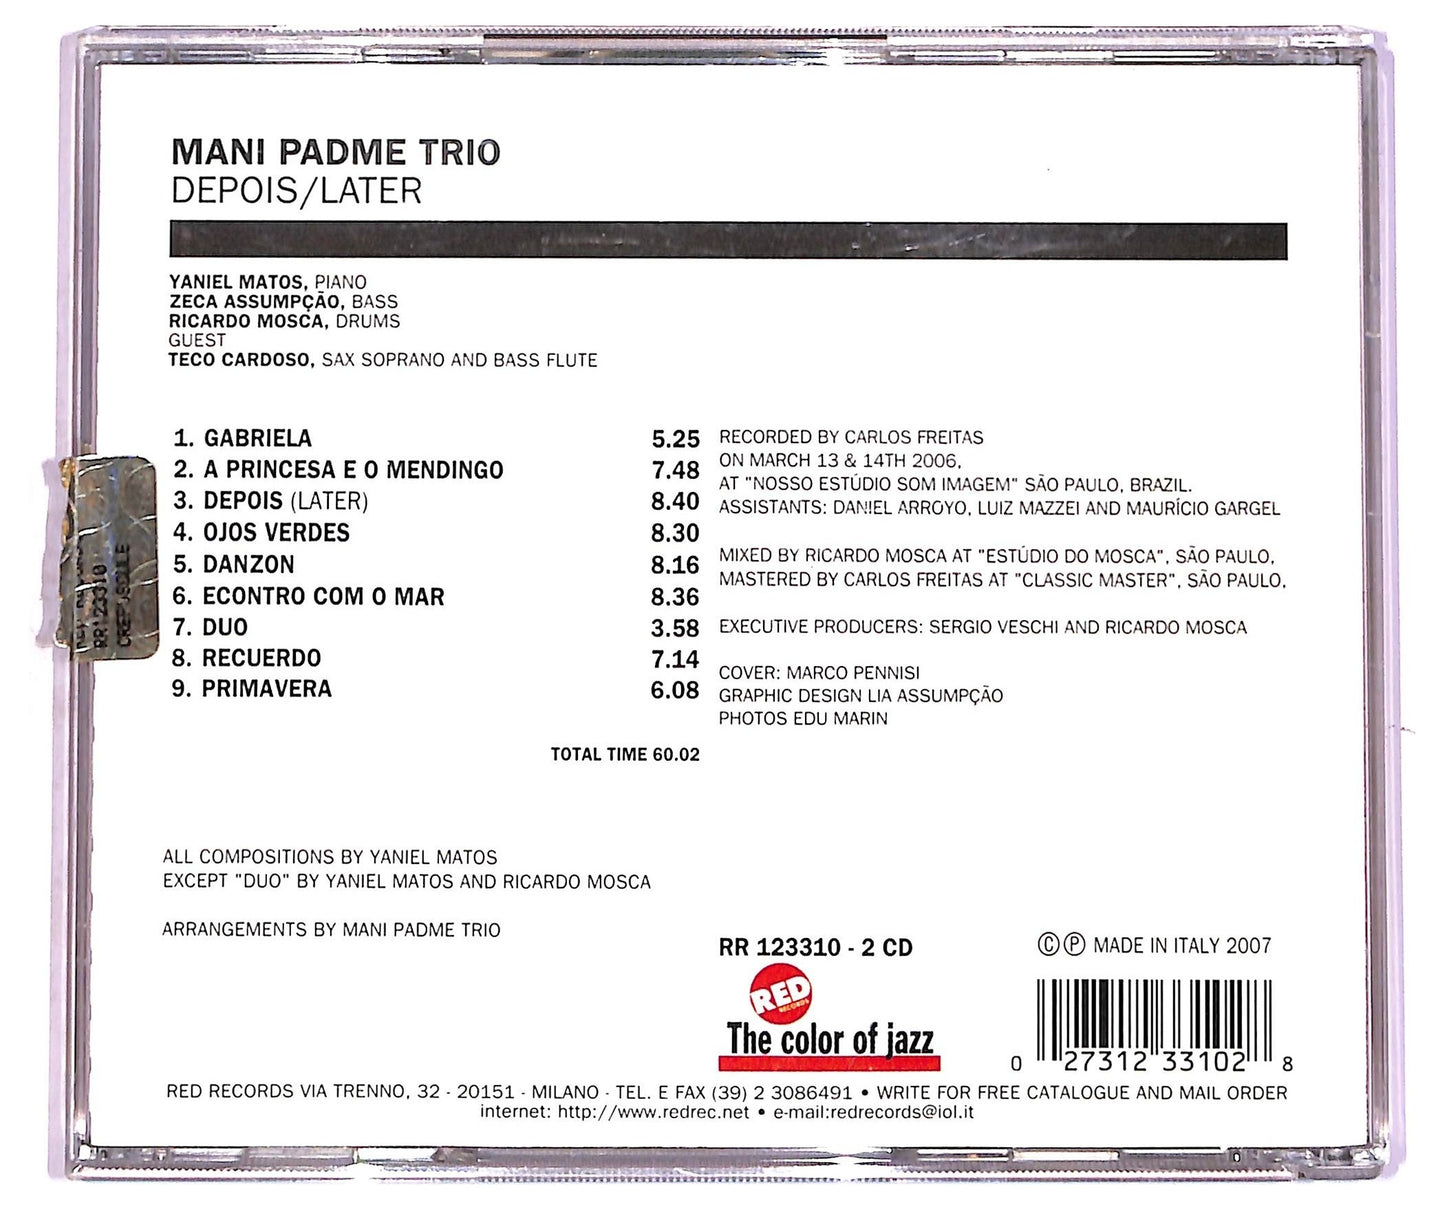 MANI PADME TRIO
DEPOIS/LATER
YANIEL MATOS, PIANO
ZECA ASSUMPÇÃO, BASS
RICARDO MOSCA, DRUMS
GUEST
TECO CARDOSO, SAX SOPRANO AND BASS FLUTE
1. GABRIELA 5.25
2. A PRINCESA E O MENDINGO 7.48
3. DEPOIS (LATER) 8.40
4. OJOS VERDES 8.30
5. DANZON 8.16
6. ECONTRO COM O MAR 8.36
7. DUO 3.58
8. RECUERDO 7.14
9. PRIMAVERA 6.08
TOTAL TIME 60.02
RECORDED BY CARLOS FREITAS
ON MARCH 13 & 14TH 2006,
AT "NOSSO ESTÚDIO SOM IMAGEM" SÃO PAULO, BRAZIL.
ASSISTANTS: DANIEL ARROYO, LUIZ MAZZEI AND MAURÍCIO GARGEL
MIXED BY RICARDO MOSCA AT "ESTÚDIO DO MOSCA", SÃO PAULO,
MASTERED BY CARLOS FREITAS AT "CLASSIC MASTER", SÃO PAULO,
EXECUTIVE PRODUCERS: SERGIO VESCHI AND RICARDO MOSCA
COVER: MARCO PENNISI
GRAPHIC DESIGN LIA ASSUMPÇÃO
PHOTOS EDU MARIN
RR123310
CREPUSCULE
ALL COMPOSITIONS BY YANIEL MATOS
EXCEPT "DUO" BY YANIEL MATOS AND RICARDO MOSCA
ARRANGEMENTS BY MANI PADME TRIO
RR 123310 - 2 CD
©℗ MADE IN ITALY 2007
RED
RECORDS
The color of jazz
0 27312 33102 8
RED RECORDS VIA TRENNO, 32 - 20151 - MILANO - TEL. E FAX (39) 2 3086491 • WRITE FOR FREE CATALOGUE AND MAIL ORDER
internet: http://www.redrec.net • e-mail:redrecords@iol.it